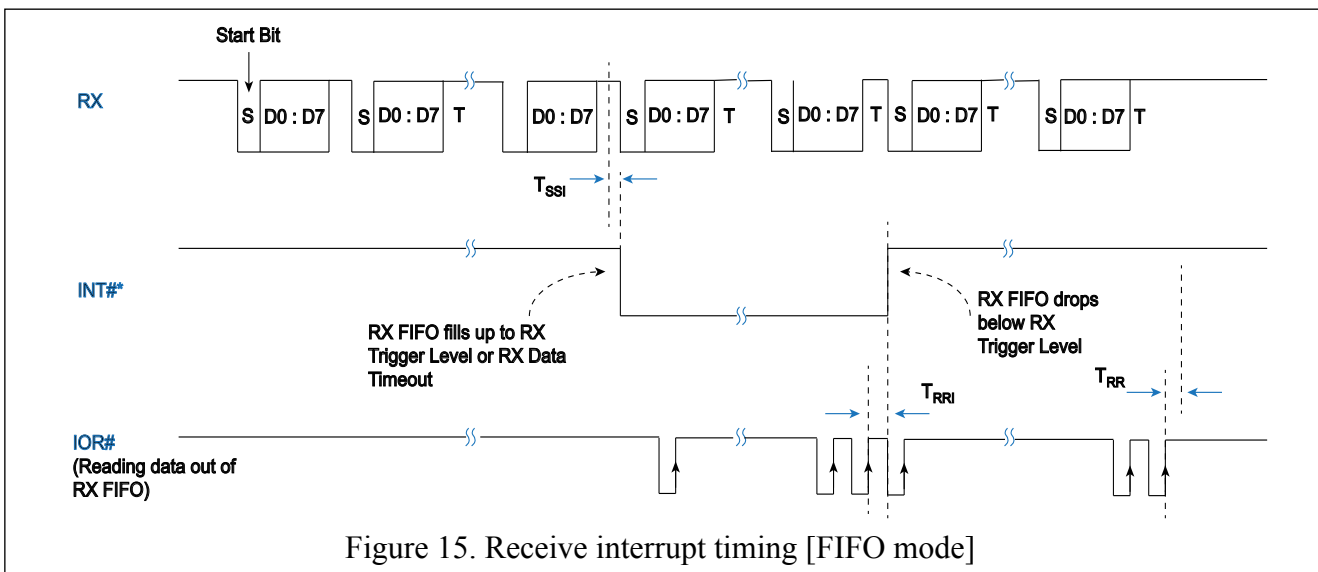 Start Bit
RX
S D0 : D7 S D0 : D7 T D0 : D7 S D0 : D7 T S D0 : D7 T S D0 : D7 T S D0 : D7 T
TSSI
INT#*
RX FIFO fills up to RX
Trigger Level or RX Data
Timeout
RX FIFO drops
below RX
Trigger Level
TRRI
TRR
IOR#
(Reading data out of
RX FIFO)
Figure 15. Receive interrupt timing [FIFO mode]